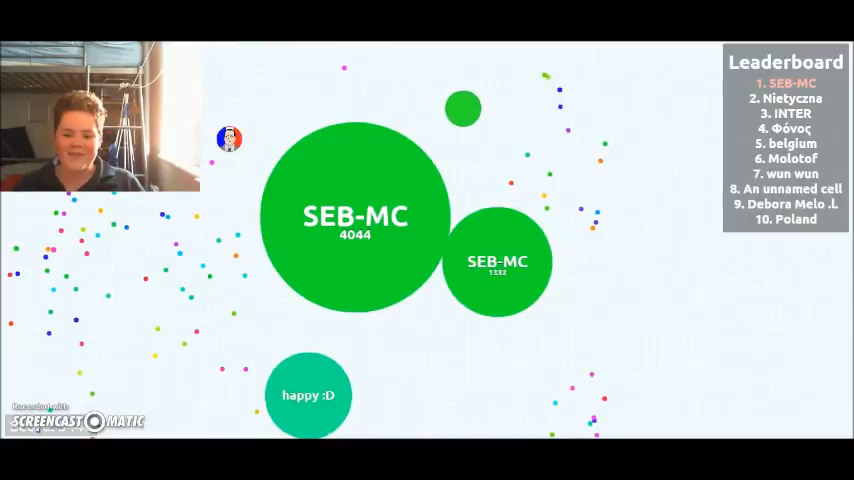 Leaderboard
1. SEB-MC
2. Nietyczna
3. INTER
4. Φόνος
5. belgium
6. Molotof
7. wun wun
8. An unnamed cell
9. Debora Melo .l.
10. Poland
SEB-MC
4044
SEB-MC
1332
happy :D
Recorded with
SCREENCAST MATIC